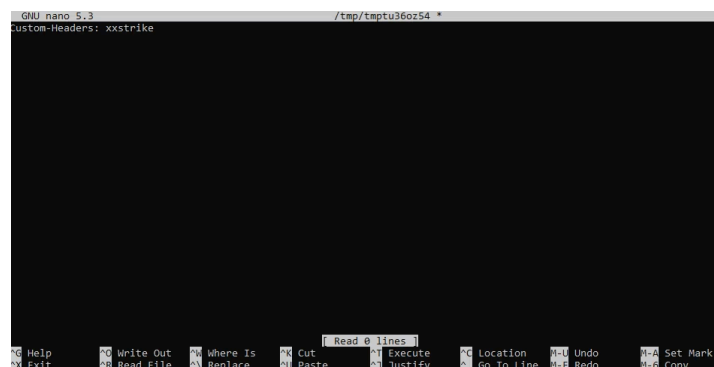 GNU nano 5.3 /tmp/tmptu36oz54 *
Custom-Headers: xxstrike
[ Read 0 lines ]
^G Help ^O Write Out ^W Where Is ^K Cut ^T Execute ^C Location M-U Undo M-A Set Mark
^X Exit ^R Read File ^\ Replace ^U Paste ^J Justify ^_ Go To Line M-E Redo M-6 Copy